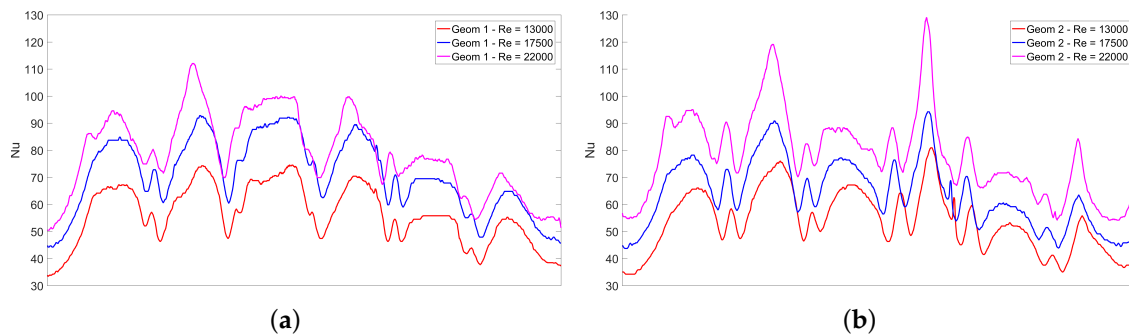 130
120
110
100
90
80
70
60
50
40
30
Nu
Geom 1 - Re = 13000
Geom 1 - Re = 17500
Geom 1 - Re = 22000
(a)
130
120
110
100
90
80
70
60
50
40
30
Nu
Geom 2 - Re = 13000
Geom 2 - Re = 17500
Geom 2 - Re = 22000
(b)